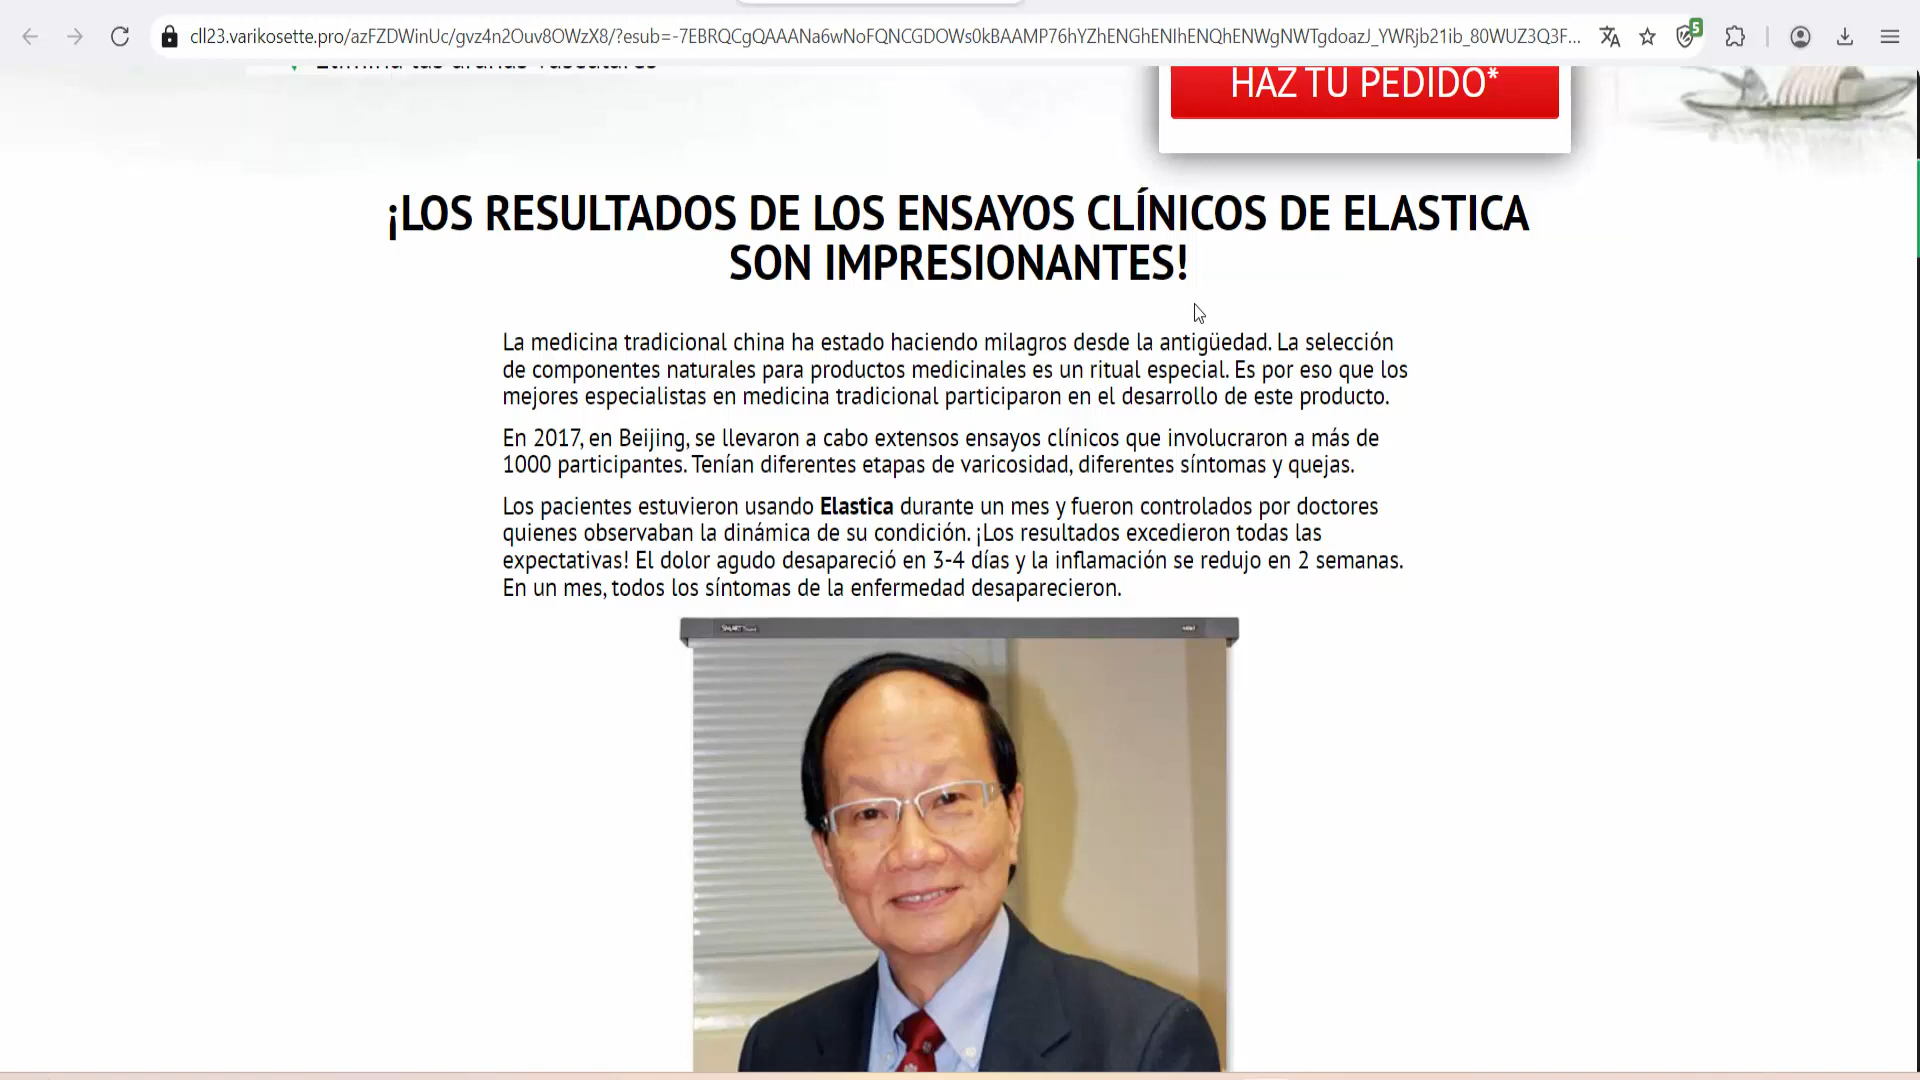 cll23.varikosette.pro/azFZDWinUc/gvz4n2Ouv8OWzX8/?esub=-7EBRQCgQAAANa6wNoFQNCGDOWs0kBAAMP76hYZhENGhENIhENQhENWgNWTgdoazJ_YWRjb21ib_80WUZ3Q3F...
5
Elimina tus arañas vasculares
HAZ TU PEDIDO*
¡LOS RESULTADOS DE LOS ENSAYOS CLÍNICOS DE ELASTICA
SON IMPRESIONANTES!
La medicina tradicional china ha estado haciendo milagros desde la antigüedad. La selección
de componentes naturales para productos medicinales es un ritual especial. Es por eso que los
mejores especialistas en medicina tradicional participaron en el desarrollo de este producto.
En 2017, en Beijing, se llevaron a cabo extensos ensayos clínicos que involucraron a más de
1000 participantes. Tenían diferentes etapas de varicosidad, diferentes síntomas y quejas.
Los pacientes estuvieron usando Elastica durante un mes y fueron controlados por doctores
quienes observaban la dinámica de su condición. ¡Los resultados excedieron todas las
expectativas! El dolor agudo desapareció en 3-4 días y la inflamación se redujo en 2 semanas.
En un mes, todos los síntomas de la enfermedad desaparecieron.